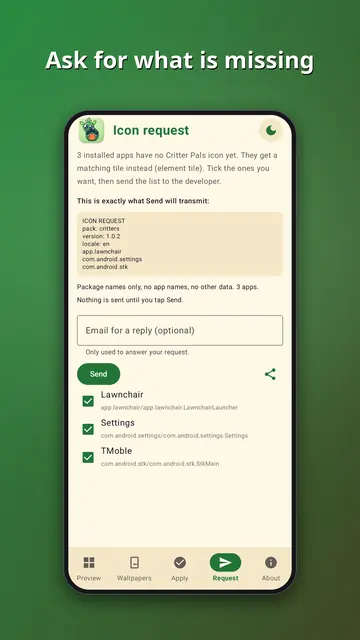 Ask for what is missing
Icon request
3 installed apps have no Critter Pals icon yet. They get a
matching tile instead (element tile). Tick the ones you
want, then send the list to the developer.
This is exactly what Send will transmit:
ICON REQUEST
pack: critters
version: 1.0.2
locale: en
app.lawnchair
com.android.settings
com.android.stk
Package names only, no app names, no other data. 3 apps.
Nothing is sent until you tap Send.
Email for a reply (optional)
Only used to answer your request.
Send
Lawnchair
app.lawnchair/app.lawnchair.LawnchairLauncher
Settings
com.android.settings/com.android.settings.Settings
TMoble
com.android.stk/com.android.stk.StkMain
Preview
Wallpapers
Apply
Request
About